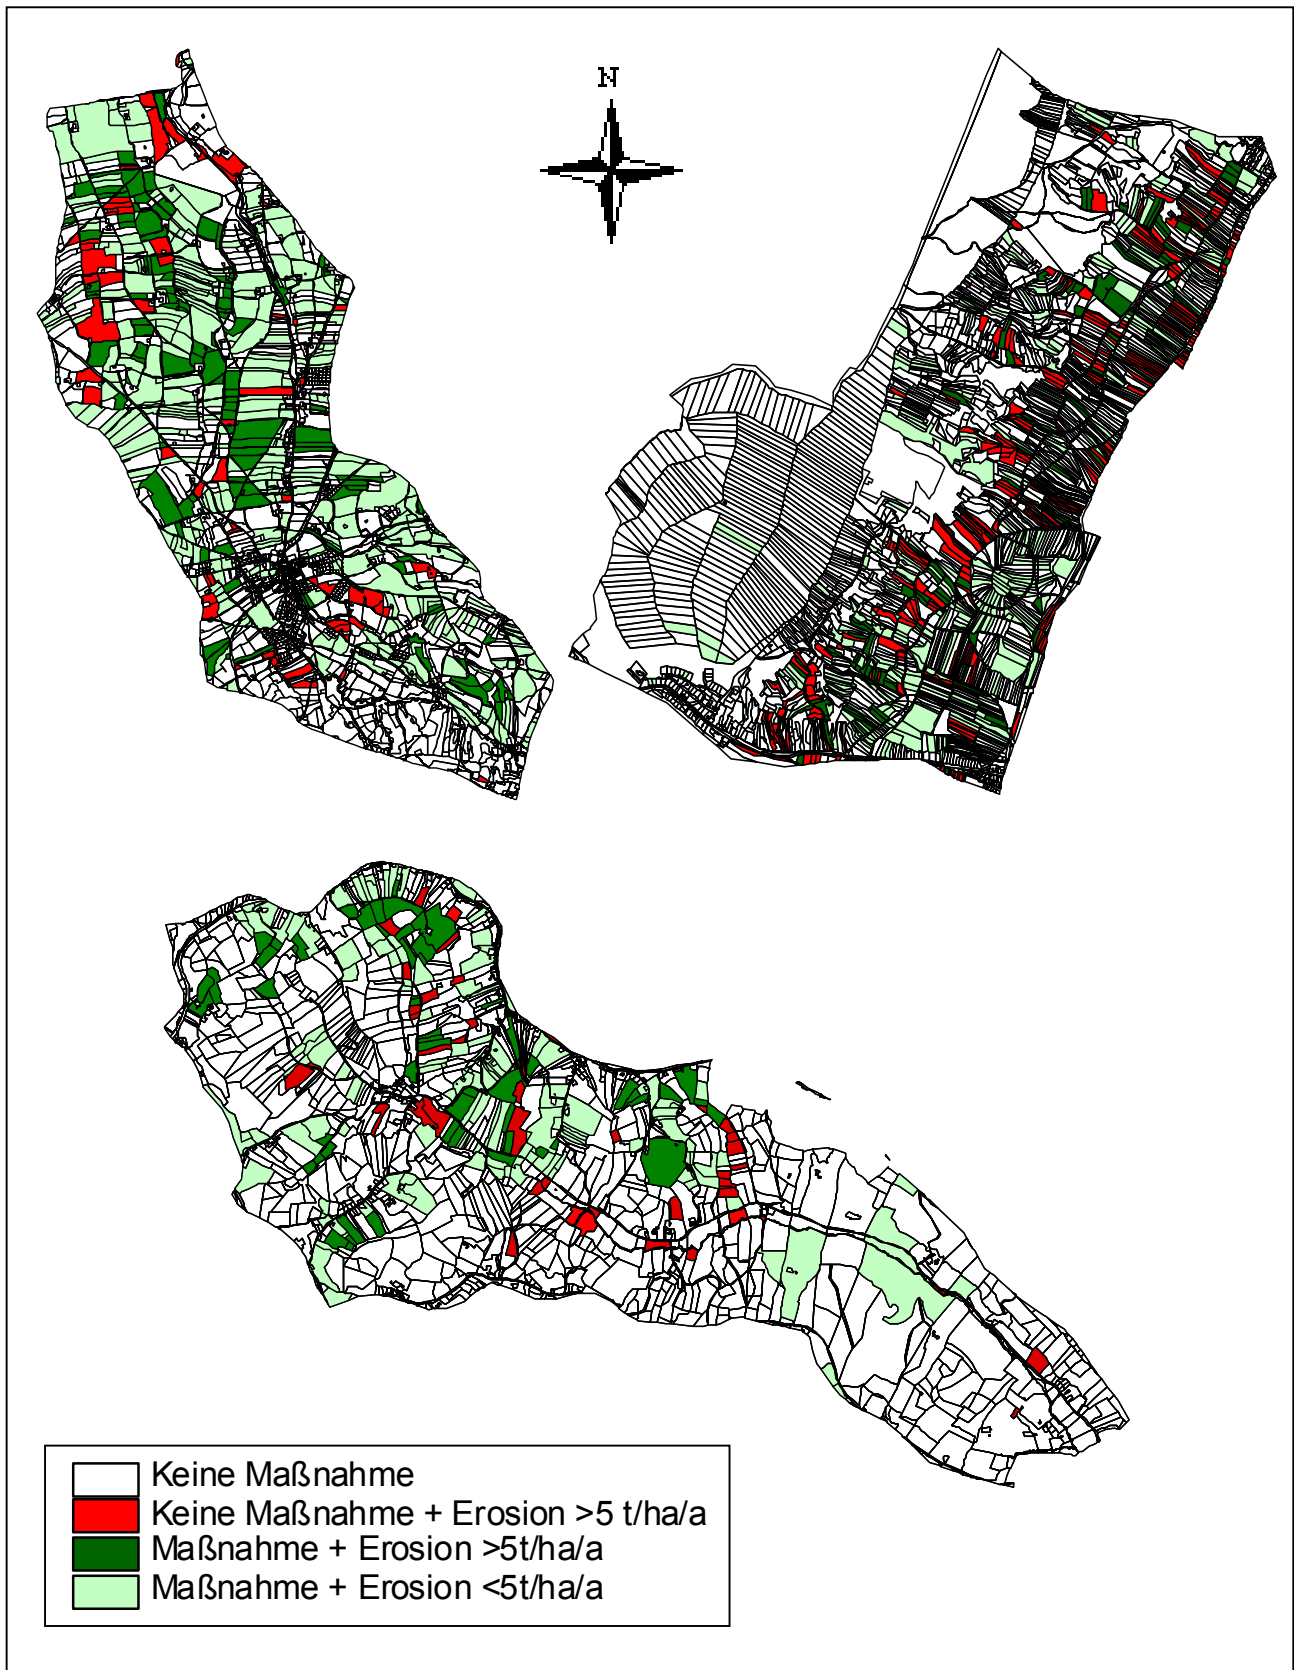 N
Keine Maßnahme
Keine Maßnahme + Erosion >5 t/ha/a
Maßnahme + Erosion >5t/ha/a
Maßnahme + Erosion <5t/ha/a